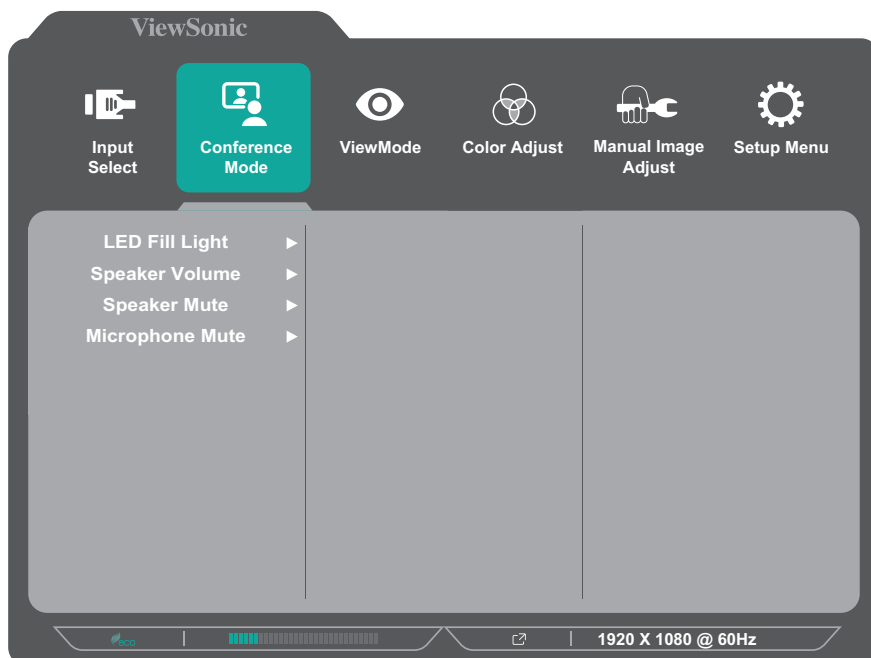 ViewSonic
Input
Select
Conference
Mode
ViewMode
Color Adjust
Manual Image
Adjust
Setup Menu
LED Fill Light
Speaker Volume
Speaker Mute
Microphone Mute
eco
1920 X 1080 @ 60Hz